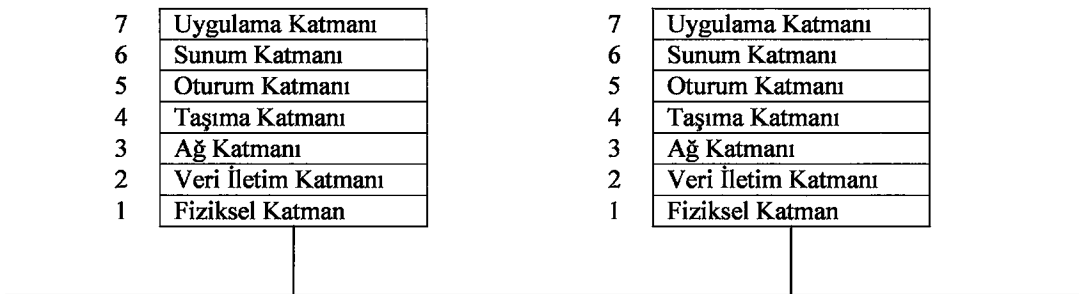 7 Uygulama Katmanı 7 Uygulama Katmanı
6 Sunum Katmanı 6 Sunum Katmanı
5 Oturum Katmanı 5 Oturum Katmanı
4 Taşıma Katmanı 4 Taşıma Katmanı
3 Ağ Katmanı 3 Ağ Katmanı
2 Veri İletim Katmanı 2 Veri İletim Katmanı
1 Fiziksel Katman 1 Fiziksel Katman